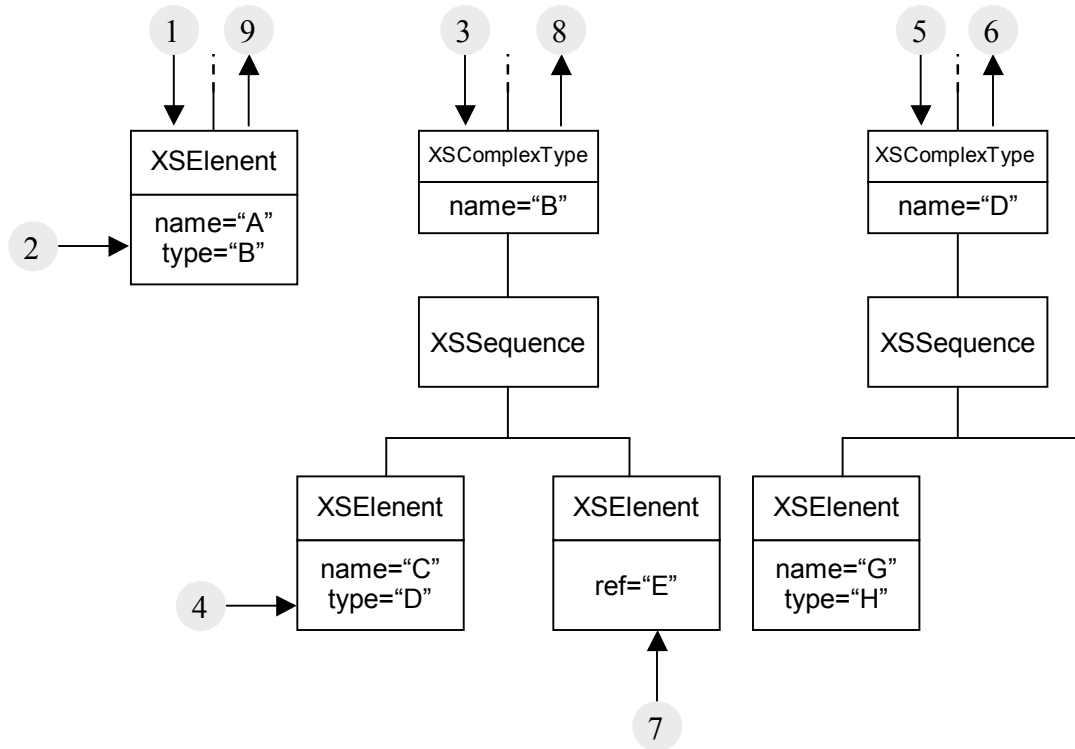 1 9 3 8 5 6
XSElenent
XSComplexType
XSComplexType
name=“A”
type=“B”
name=“B”
name=“D”
2
XSSequence
XSSequence
XSElenent
XSElenent
XSElenent
name=“C”
type=“D”
ref=“E”
name=“G”
type=“H”
4
7